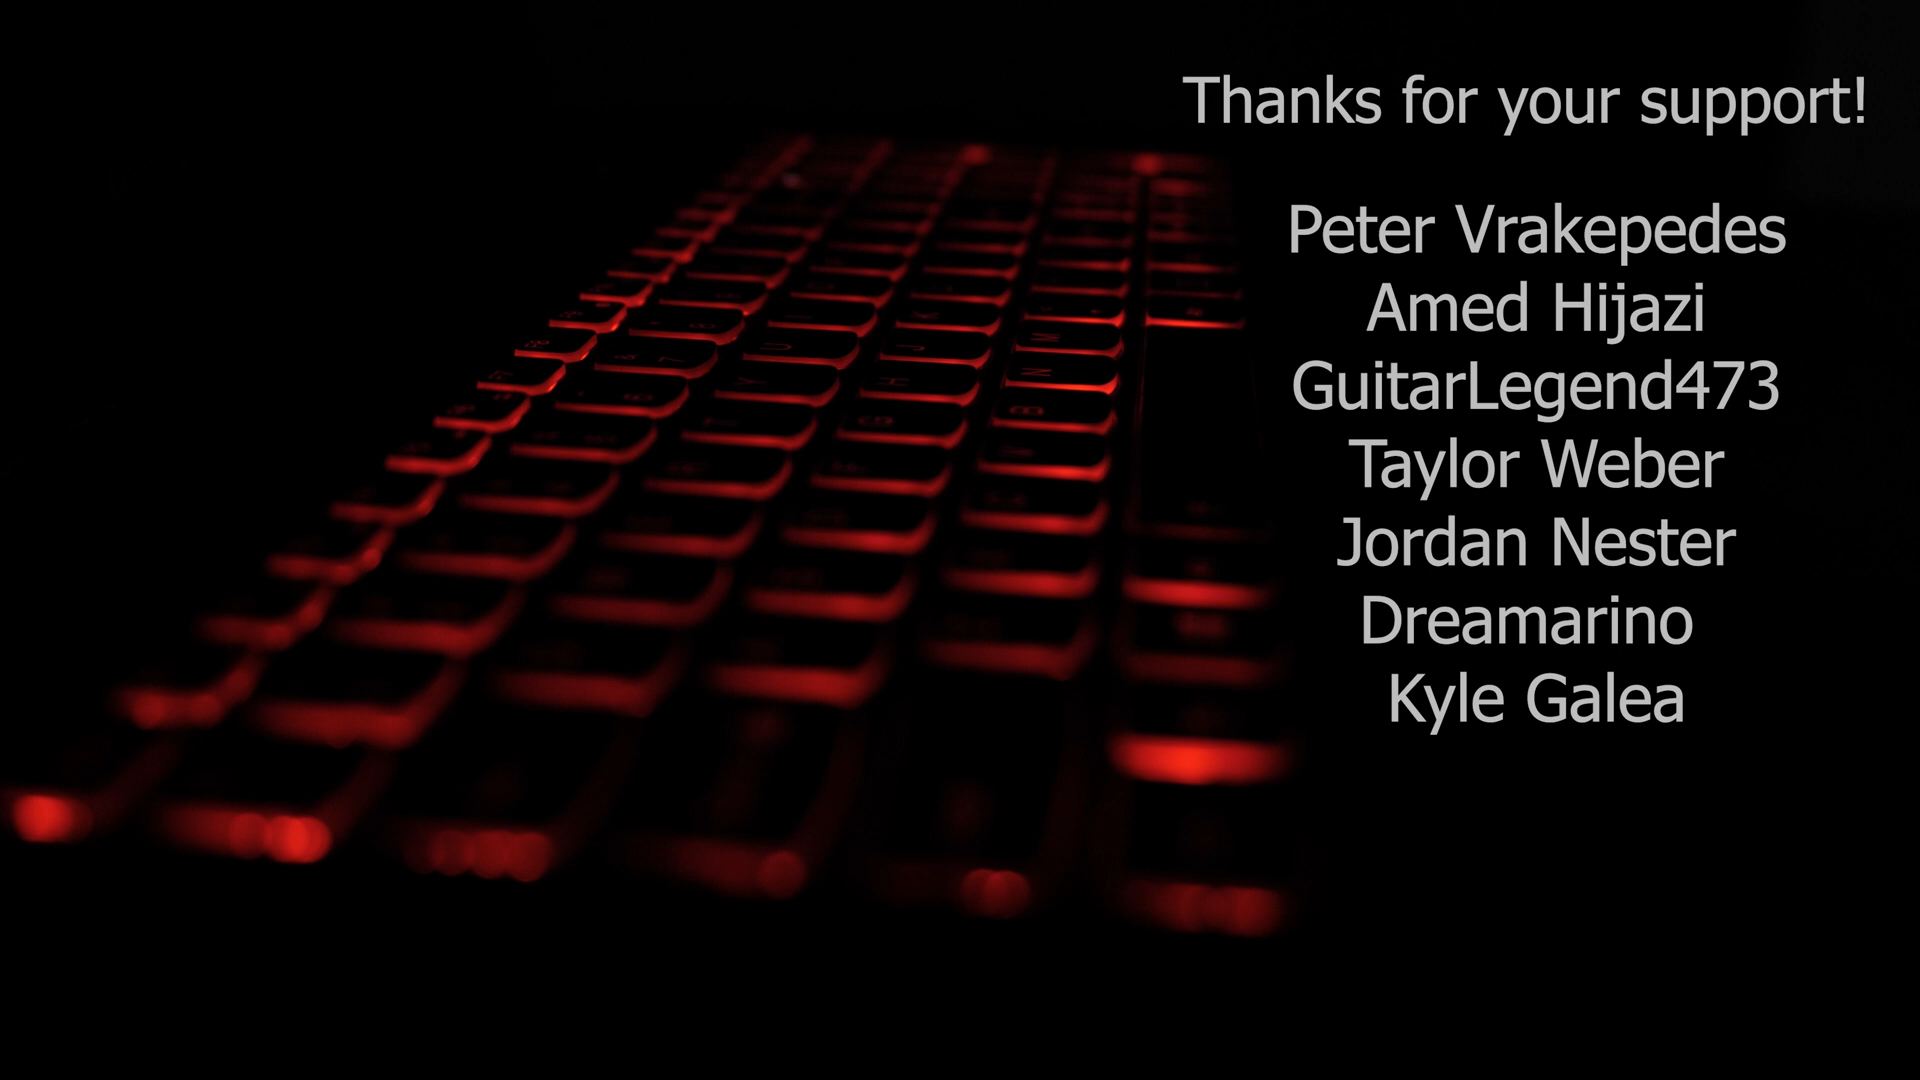 Thanks for your support!
Peter Vrakepedes
Amed Hijazi
GuitarLegend473
Taylor Weber
Jordan Nester
Dreamarino
Kyle Galea